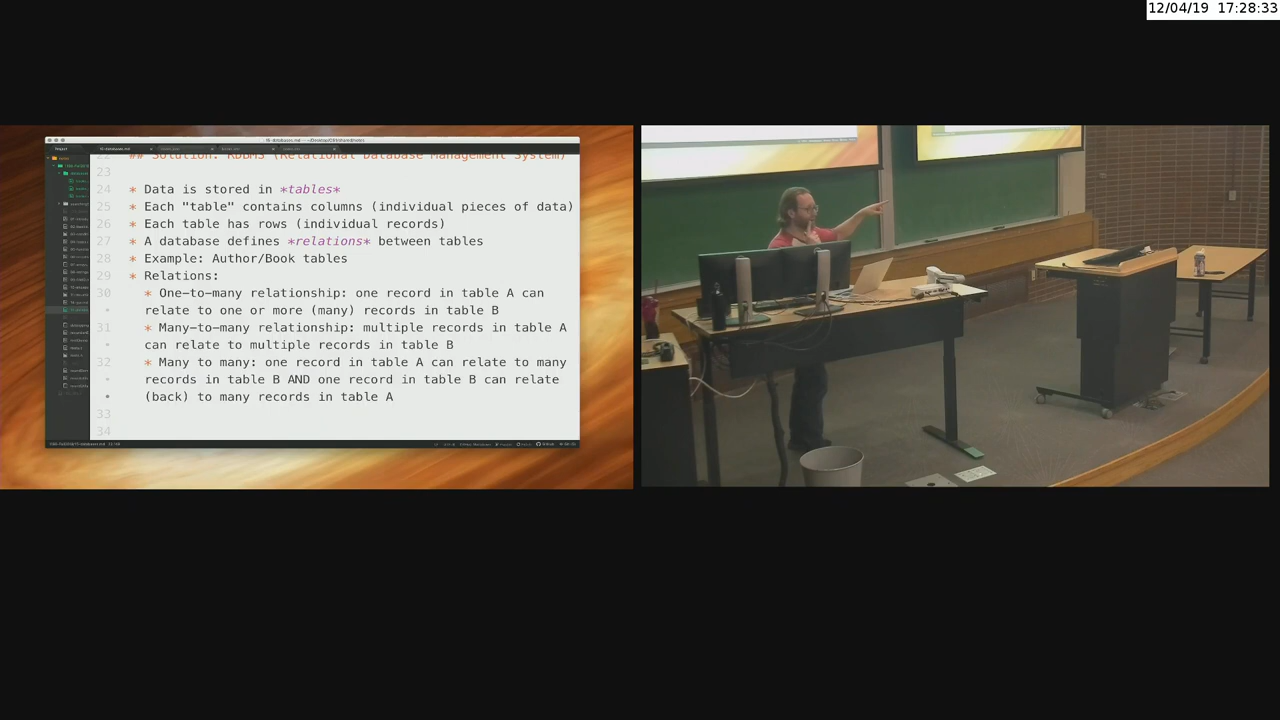 12/04/19 17:28:33
## Solution: RDBMS (Relational Database Management System)
23
24 * Data is stored in *tables*
25 * Each "table" contains columns (individual pieces of data)
26 * Each table has rows (individual records)
27 * A database defines *relations* between tables
28 * Example: Author/Book tables
29 * Relations:
30 * One-to-many relationship: one record in table A can
• relate to one or more (many) records in table B
31 * Many-to-many relationship: multiple records in table A
• can relate to multiple records in table B
32 * Many to many: one record in table A can relate to many
• records in table B AND one record in table B can relate
• (back) to many records in table A
33
34